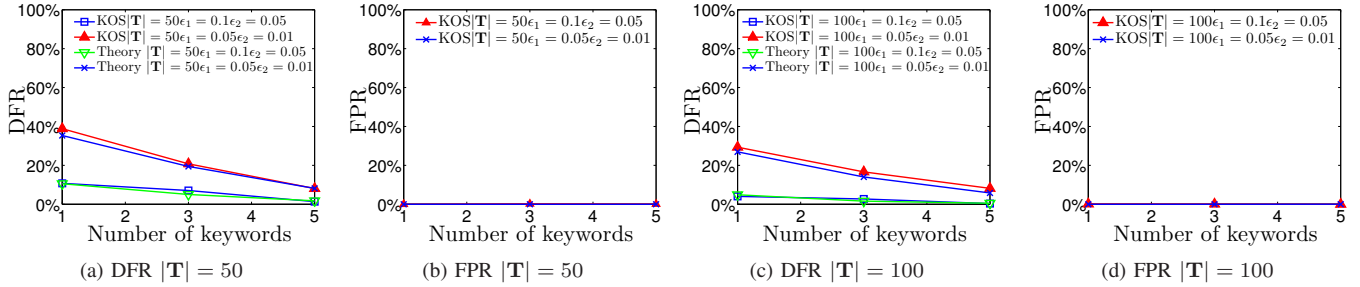 100%
80%
60%
40%
20%
0%
DFR
KOS|T| = 50ϵ₁ = 0.1ϵ₂ = 0.05
KOS|T| = 50ϵ₁ = 0.05ϵ₂ = 0.01
Theory |T| = 50ϵ₁ = 0.1ϵ₂ = 0.05
Theory |T| = 50ϵ₁ = 0.05ϵ₂ = 0.01
1 2 3 4 5
Number of keywords
(a) DFR |T| = 50
100%
80%
60%
40%
20%
0%
FPR
KOS|T| = 50ϵ₁ = 0.1ϵ₂ = 0.05
KOS|T| = 50ϵ₁ = 0.05ϵ₂ = 0.01
1 2 3 4 5
Number of keywords
(b) FPR |T| = 50
100%
80%
60%
40%
20%
0%
DFR
KOS|T| = 100ϵ₁ = 0.1ϵ₂ = 0.05
KOS|T| = 100ϵ₁ = 0.05ϵ₂ = 0.01
Theory |T| = 100ϵ₁ = 0.1ϵ₂ = 0.05
Theory |T| = 100ϵ₁ = 0.05ϵ₂ = 0.01
1 2 3 4 5
Number of keywords
(c) DFR |T| = 100
100%
80%
60%
40%
20%
0%
FPR
KOS|T| = 100ϵ₁ = 0.1ϵ₂ = 0.05
KOS|T| = 100ϵ₁ = 0.05ϵ₂ = 0.01
1 2 3 4 5
Number of keywords
(d) FPR |T| = 100